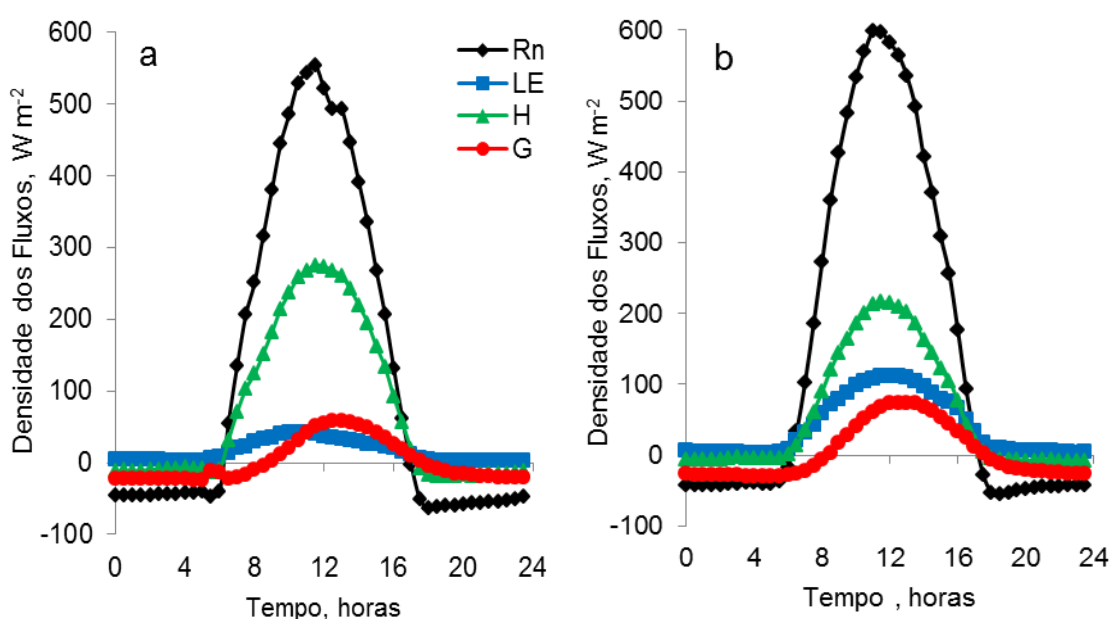 a
Rn
LE
H
G
Densidade dos Fluxos, W m-2
600
500
400
300
200
100
0
-100
0 4 8 12 16 20 24
Tempo, horas
b
Densidade dos Fluxos, W m-2
600
500
400
300
200
100
0
-100
0 4 8 12 16 20 24
Tempo , horas